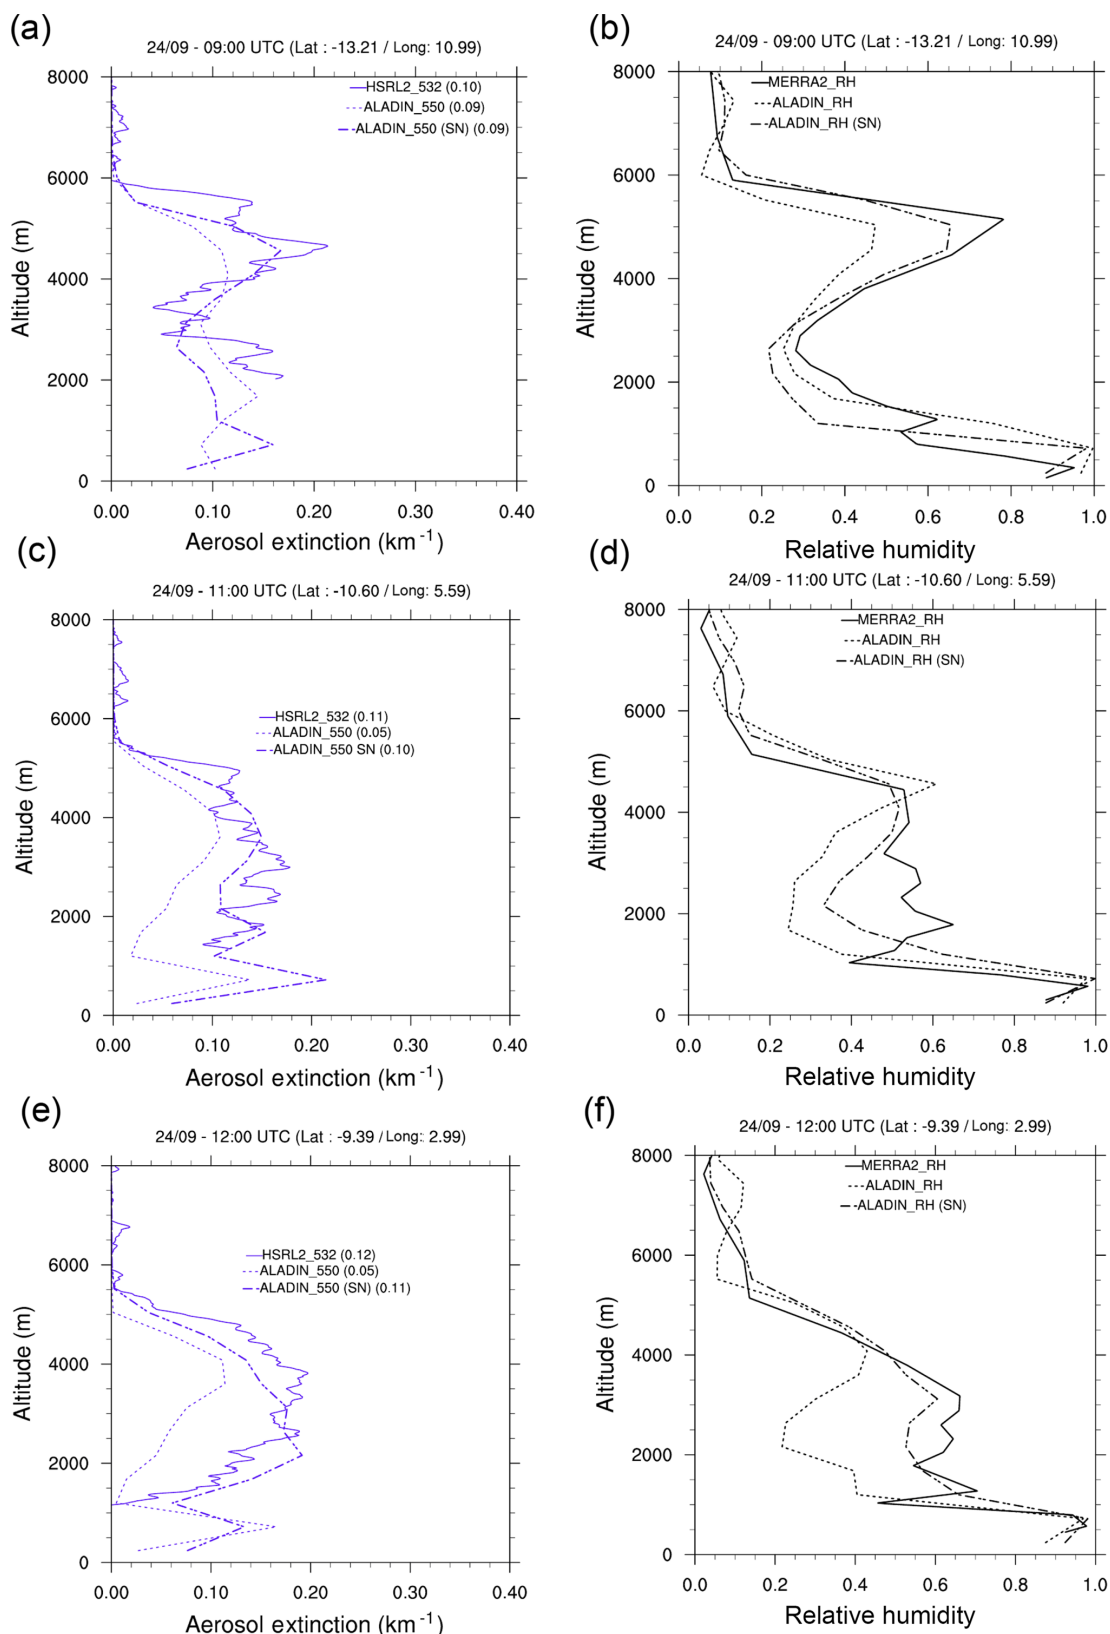 (a)
24/09 - 09:00 UTC (Lat : -13.21 / Long: 10.99)
HSRL2_532 (0.10)
ALADIN_550 (0.09)
ALADIN_550 (SN) (0.09)
8000
6000
4000
2000
0
Altitude (m)
0.00 0.10 0.20 0.30 0.40
Aerosol extinction (km⁻¹)
(b)
24/09 - 09:00 UTC (Lat : -13.21 / Long: 10.99)
MERRA2_RH
ALADIN_RH
ALADIN_RH (SN)
8000
6000
4000
2000
0
Altitude (m)
0.0 0.2 0.4 0.6 0.8 1.0
Relative humidity
(c)
24/09 - 11:00 UTC (Lat : -10.60 / Long: 5.59)
HSRL2_532 (0.11)
ALADIN_550 (0.05)
ALADIN_550 SN (0.10)
8000
6000
4000
2000
0
Altitude (m)
0.00 0.10 0.20 0.30 0.40
Aerosol extinction (km⁻¹)
(d)
24/09 - 11:00 UTC (Lat : -10.60 / Long: 5.59)
MERRA2_RH
ALADIN_RH
ALADIN_RH (SN)
8000
6000
4000
2000
0
Altitude (m)
0.0 0.2 0.4 0.6 0.8 1.0
Relative humidity
(e)
24/09 - 12:00 UTC (Lat : -9.39 / Long: 2.99)
HSRL2_532 (0.12)
ALADIN_550 (0.05)
ALADIN_550 (SN) (0.11)
8000
6000
4000
2000
0
Altitude (m)
0.00 0.10 0.20 0.30 0.40
Aerosol extinction (km⁻¹)
(f)
24/09 - 12:00 UTC (Lat : -9.39 / Long: 2.99)
MERRA2_RH
ALADIN_RH
ALADIN_RH (SN)
8000
6000
4000
2000
0
Altitude (m)
0.0 0.2 0.4 0.6 0.8 1.0
Relative humidity